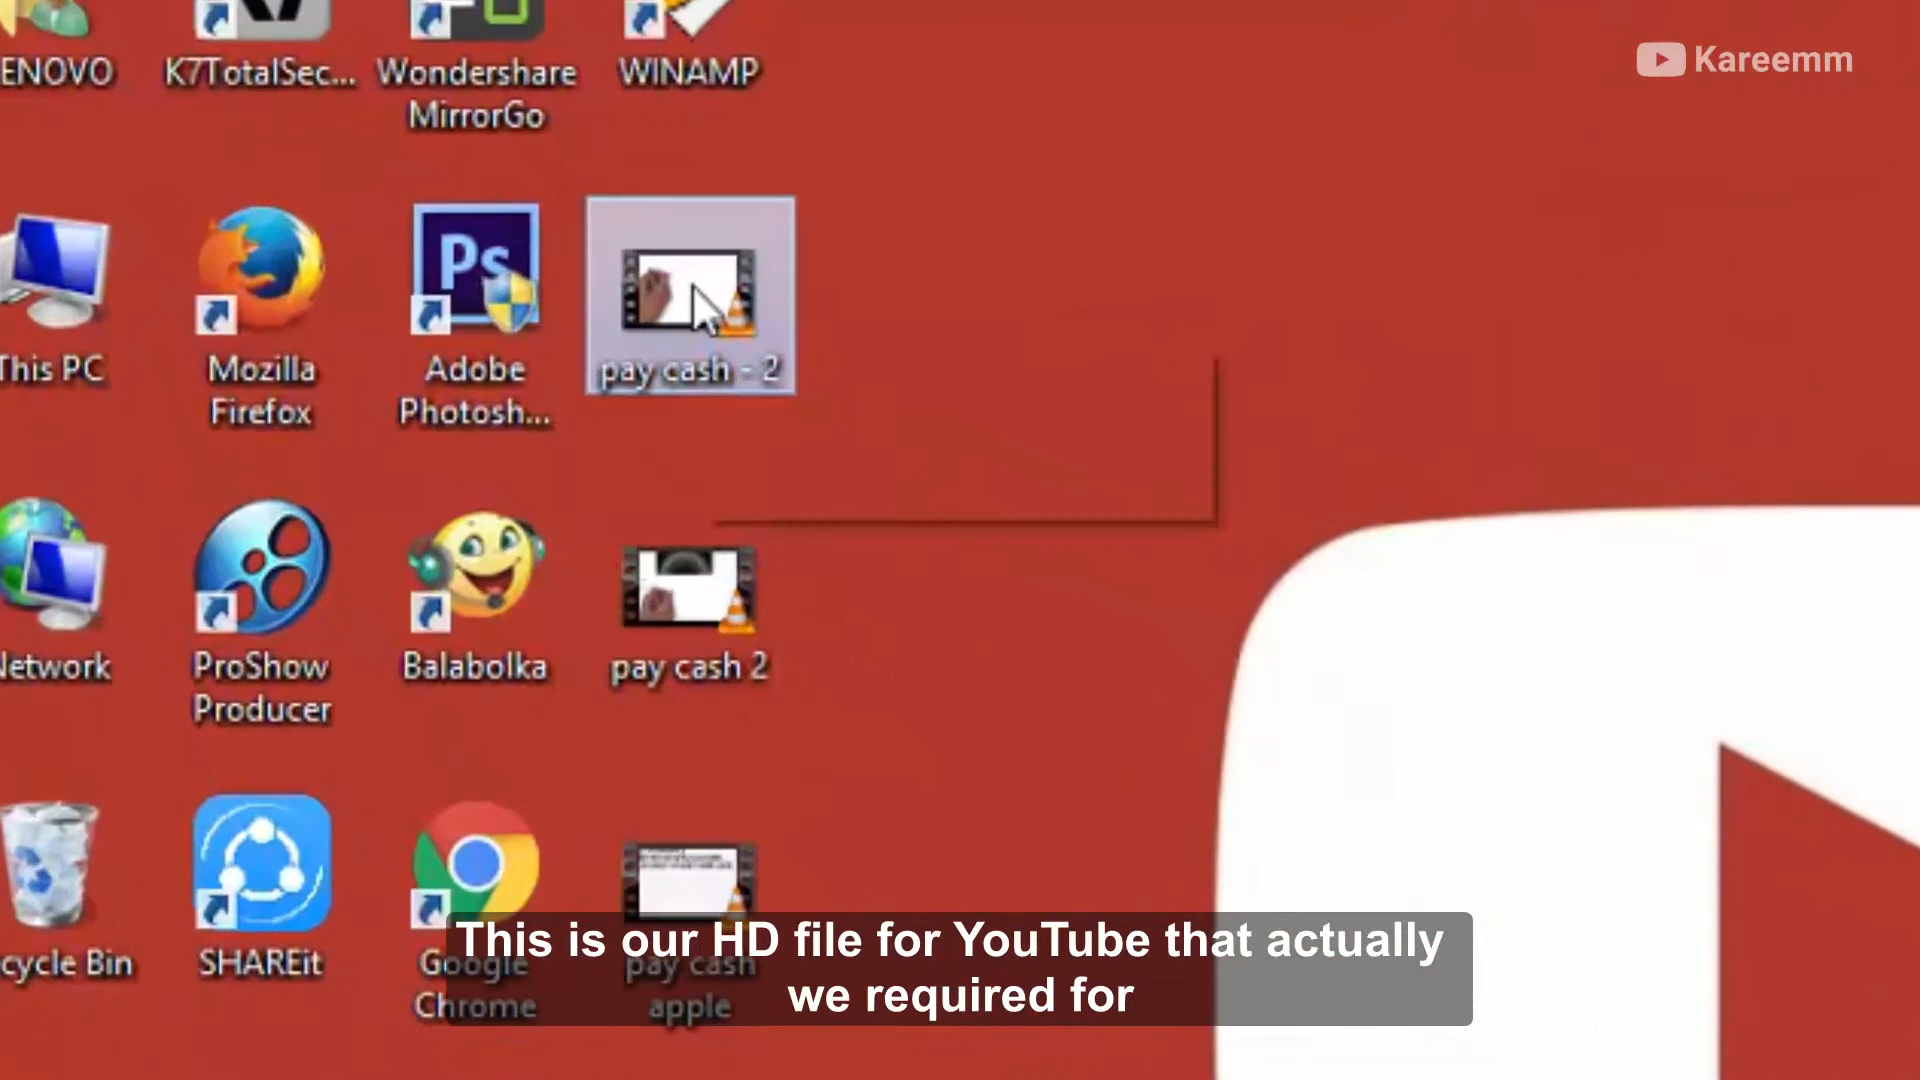 Kareemm
ENOVO
K7TotalSec...
Wondershare
MirrorGo
WINAMP
This PC
Mozilla
Firefox
Ps
Adobe
Photosh...
pay cash - 2
Network
ProShow
Producer
Balabolka
pay cash 2
cycle Bin
SHAREit
Google
Chrome
pay cash
apple
This is our HD file for YouTube that actually
we required for